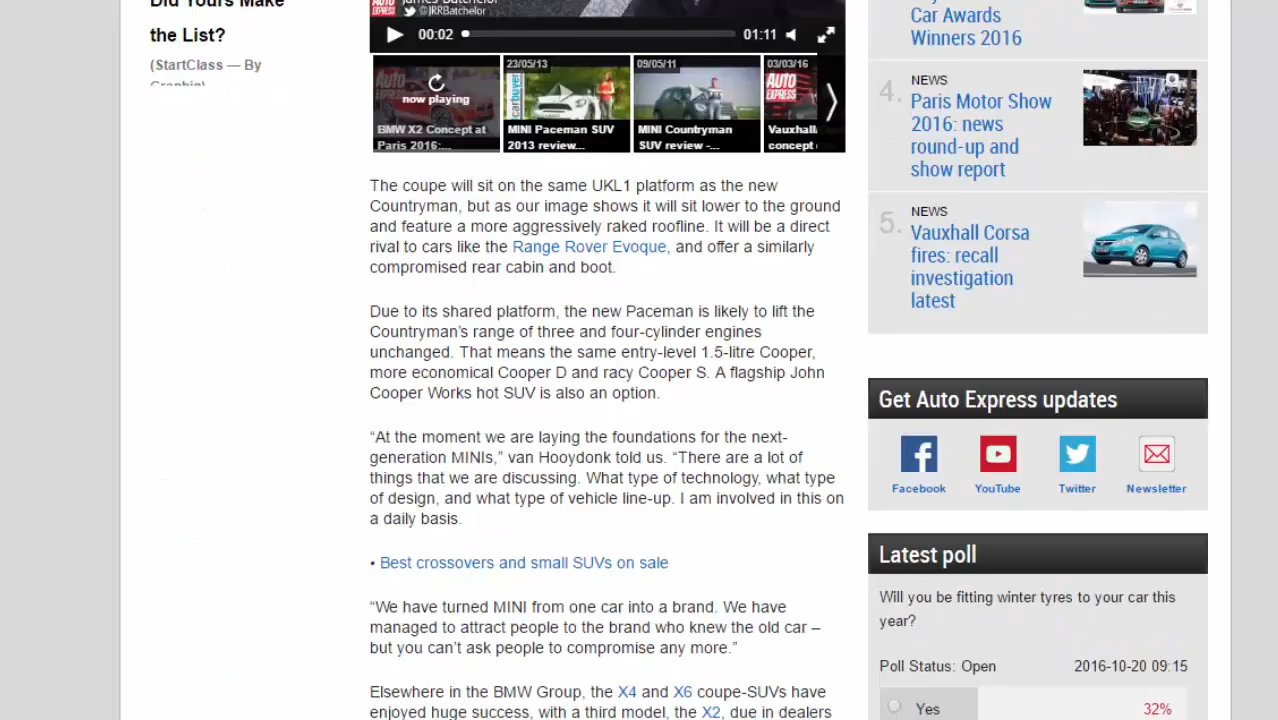 Did Yours Make
the List?
(StartClass — By
Graphiq)
James Batchelor
@JRRBatchelor
00:02
01:11
now playing
BMW X2 Concept at
Paris 2016:...
23/05/13
carbuyer
MINI Paceman SUV
2013 review...
09/05/11
MINI Countryman
SUV review -...
03/03/16
AUTO EXPRESS
Vauxhall
concept
The coupe will sit on the same UKL1 platform as the new
Countryman, but as our image shows it will sit lower to the ground
and feature a more aggressively raked roofline. It will be a direct
rival to cars like the Range Rover Evoque, and offer a similarly
compromised rear cabin and boot.
Due to its shared platform, the new Paceman is likely to lift the
Countryman’s range of three and four-cylinder engines
unchanged. That means the same entry-level 1.5-litre Cooper,
more economical Cooper D and racy Cooper S. A flagship John
Cooper Works hot SUV is also an option.
“At the moment we are laying the foundations for the next-
generation MINIs,” van Hooydonk told us. “There are a lot of
things that we are discussing. What type of technology, what type
of design, and what type of vehicle line-up. I am involved in this on
a daily basis.
• Best crossovers and small SUVs on sale
“We have turned MINI from one car into a brand. We have
managed to attract people to the brand who knew the old car –
but you can’t ask people to compromise any more.”
Elsewhere in the BMW Group, the X4 and X6 coupe-SUVs have
enjoyed huge success, with a third model, the X2, due in dealers
Car Awards
Winners 2016
4.
NEWS
Paris Motor Show
2016: news
round-up and
show report
5.
NEWS
Vauxhall Corsa
fires: recall
investigation
latest
Get Auto Express updates
Facebook YouTube Twitter Newsletter
Latest poll
Will you be fitting winter tyres to your car this
year?
Poll Status: Open 2016-10-20 09:15
Yes 32%